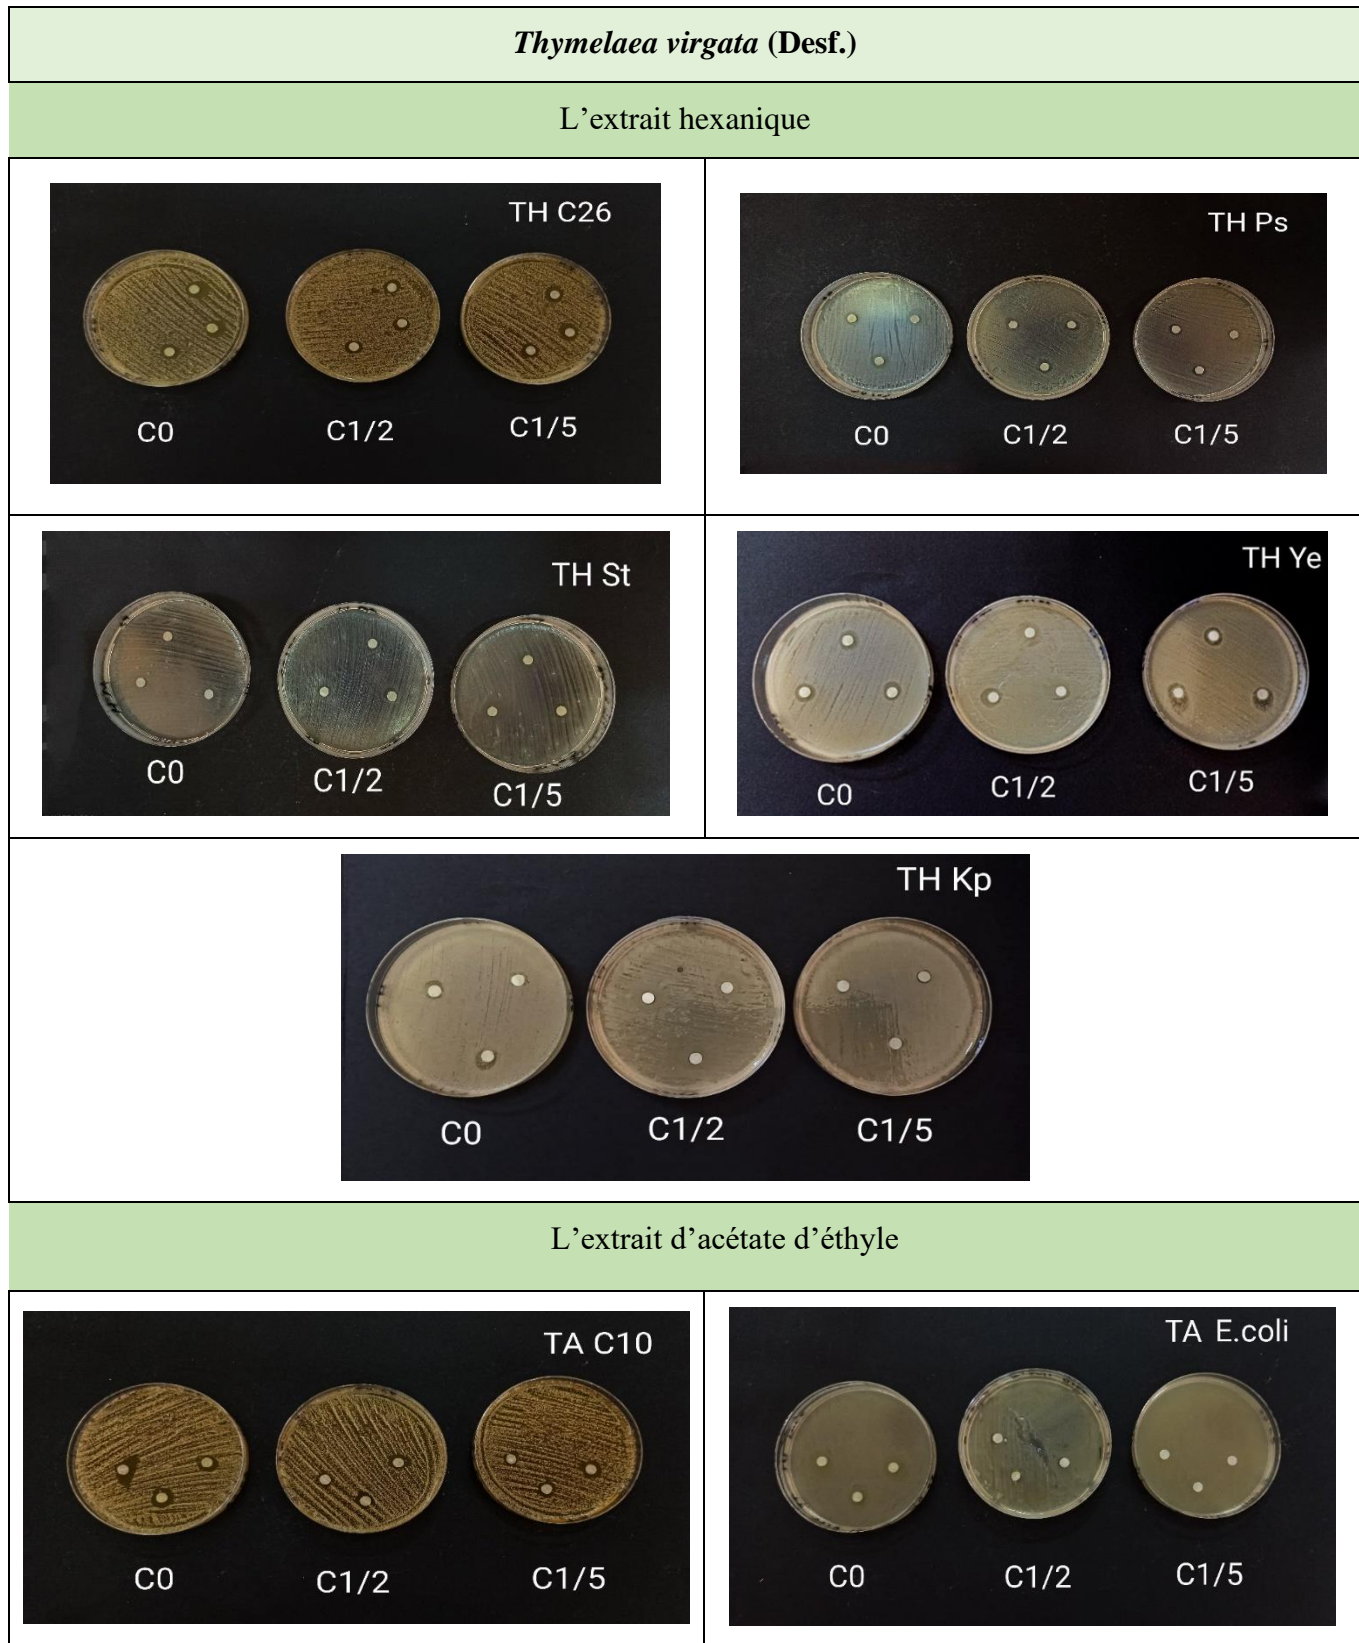 Thymelaea virgata (Desf.)
L’extrait hexanique
TH C26
C0
C1/2
C1/5
TH Ps
C0
C1/2
C1/5
TH St
C0
C1/2
C1/5
TH Ye
C0
C1/2
C1/5
TH Kp
C0
C1/2
C1/5
L’extrait d’acétate d’éthyle
TA C10
C0
C1/2
C1/5
TA E.coli
C0
C1/2
C1/5